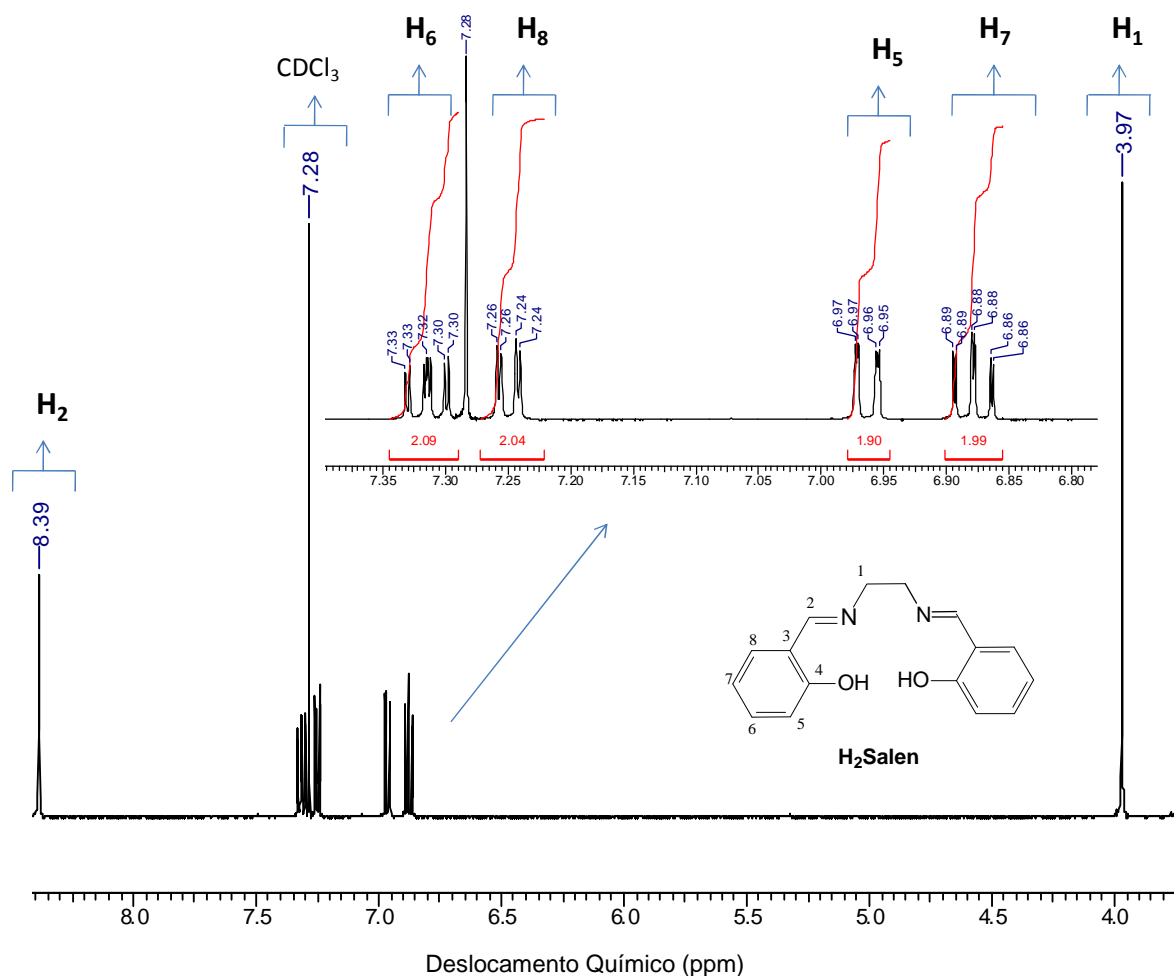 H6
H8
H5
H7
H1
CDCl3
H2
8.39
7.28
7.28
3.97
7.33
7.33
7.32
7.30
7.30
7.26
7.26
7.24
7.24
6.97
6.97
6.96
6.95
6.89
6.89
6.88
6.88
6.86
6.86
2.09 2.04 1.90 1.99
7.35 7.30 7.25 7.20 7.15 7.10 7.05 7.00 6.95 6.90 6.85 6.80
1
2
N
N
3
8
7
4
OH
HO
6
5
H2Salen
8.0 7.5 7.0 6.5 6.0 5.5 5.0 4.5 4.0
Deslocamento Químico (ppm)